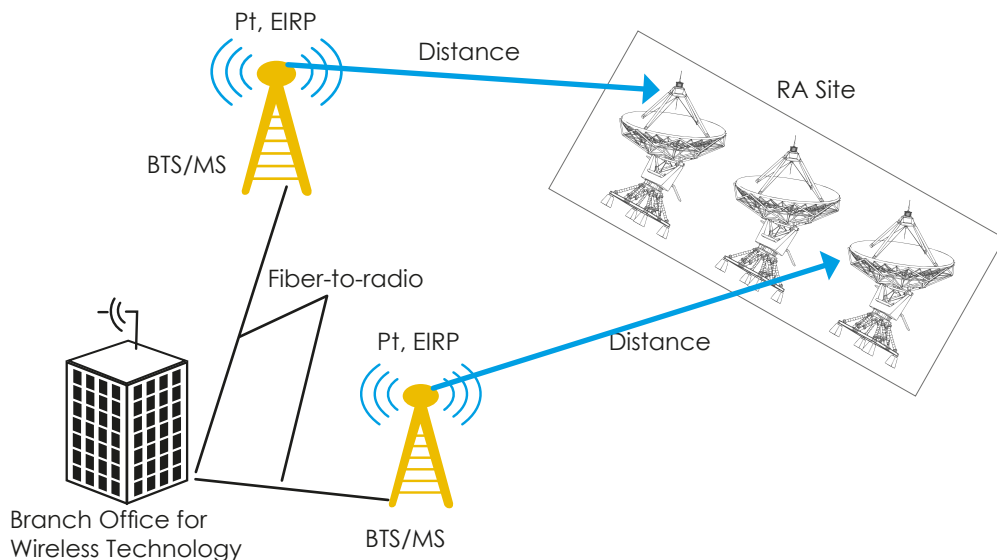 Pt, EIRP
Distance
RA Site
BTS/MS
Fiber-to-radio
Pt, EIRP
Distance
Branch Office for
Wireless Technology
BTS/MS